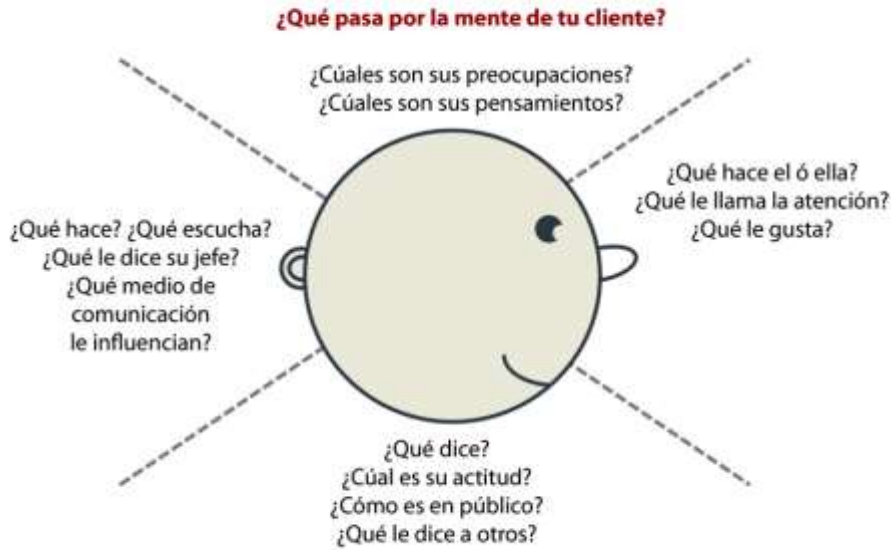 ¿Qué pasa por la mente de tu cliente?
¿Cúales son sus preocupaciones?
¿Cúales son sus pensamientos?
¿Qué hace? ¿Qué escucha?
¿Qué le dice su jefe?
¿Qué medio de
comunicación
le influencian?
¿Qué hace el ó ella?
¿Qué le llama la atención?
¿Qué le gusta?
¿Qué dice?
¿Cúal es su actitud?
¿Cómo es en público?
¿Qué le dice a otros?